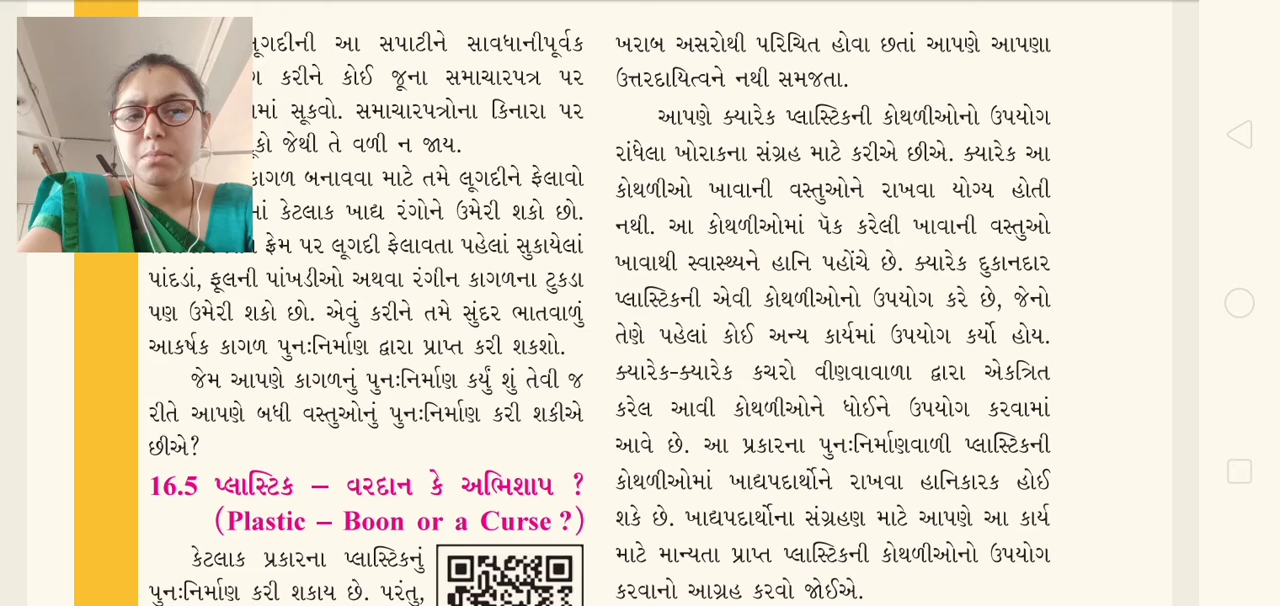 લૂગદીની આ સપાટીને સાવધાનીપૂર્વક
કરીને કોઈ જૂના સમાચારપત્ર પર
સૂકવો. સમાચારપત્રોના કિનારા પર
જેથી તે વળી ન જાય.
કાગળ બનાવવા માટે તમે લૂગદીને ફેલાવો
કેટલાક ખાદ્ય રંગોને ઉમેરી શકો છો.
ફ્રેમ પર લૂગદી ફેલાવતા પહેલાં સુકાયેલાં
પાંદડાં, ફૂલની પાંખડીઓ અથવા રંગીન કાગળના ટુકડા
પણ ઉમેરી શકો છો. એવું કરીને તમે સુંદર ભાતવાળું
આકર્ષક કાગળ પુનઃનિર્માણ દ્વારા પ્રાપ્ત કરી શકશો.
જેમ આપણે કાગળનું પુનઃનિર્માણ કર્યું શું તેવી જ
રીતે આપણે બધી વસ્તુઓનું પુનઃનિર્માણ કરી શકીએ
છીએ?
16.5 પ્લાસ્ટિક – વરદાન કે અભિશાપ ?
(Plastic – Boon or a Curse ?)
કેટલાક પ્રકારના પ્લાસ્ટિકનું
પુનઃનિર્માણ કરી શકાય છે. પરંતુ,
ખરાબ અસરોથી પરિચિત હોવા છતાં આપણે આપણા
ઉત્તરદાયિત્વને નથી સમજતા.
આપણે ક્યારેક પ્લાસ્ટિકની કોથળીઓનો ઉપયોગ
રાંધેલા ખોરાકના સંગ્રહ માટે કરીએ છીએ. ક્યારેક આ
કોથળીઓ ખાવાની વસ્તુઓને રાખવા યોગ્ય હોતી
નથી. આ કોથળીઓમાં પૅક કરેલી ખાવાની વસ્તુઓ
ખાવાથી સ્વાસ્થ્યને હાનિ પહોંચે છે. ક્યારેક દુકાનદાર
પ્લાસ્ટિકની એવી કોથળીઓનો ઉપયોગ કરે છે, જેનો
તેણે પહેલાં કોઈ અન્ય કાર્યમાં ઉપયોગ કર્યો હોય.
ક્યારેક-ક્યારેક કચરો વીણવાવાળા દ્વારા એકત્રિત
કરેલ આવી કોથળીઓને ધોઈને ઉપયોગ કરવામાં
આવે છે. આ પ્રકારના પુનઃનિર્માણવાળી પ્લાસ્ટિકની
કોથળીઓમાં ખાદ્યપદાર્થોને રાખવા હાનિકારક હોઈ
શકે છે. ખાદ્યપદાર્થોના સંગ્રહણ માટે આપણે આ કાર્ય
માટે માન્યતા પ્રાપ્ત પ્લાસ્ટિકની કોથળીઓનો ઉપયોગ
કરવાનો આગ્રહ કરવો જોઈએ.